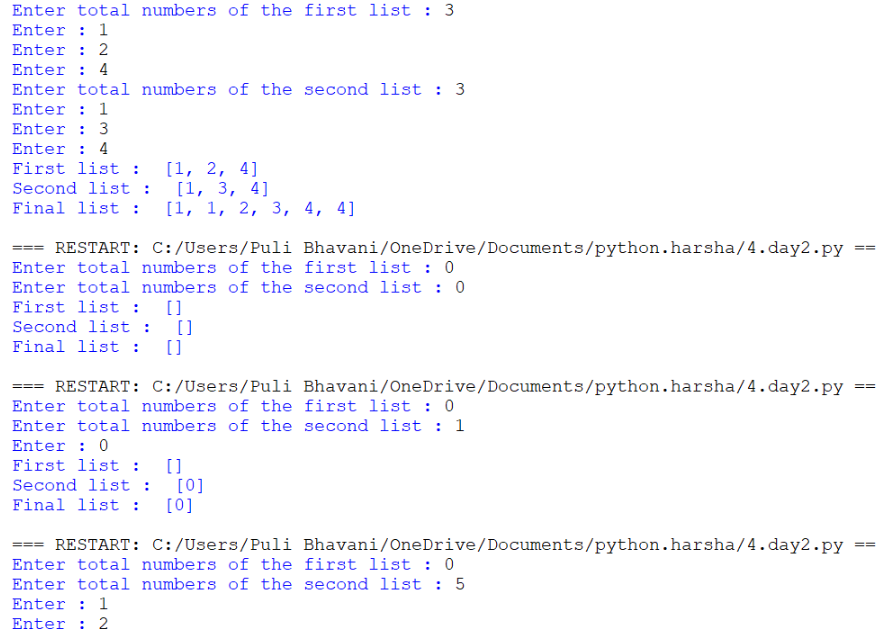 Enter total numbers of the first list : 3
Enter : 1
Enter : 2
Enter : 4
Enter total numbers of the second list : 3
Enter : 1
Enter : 3
Enter : 4
First list :  [1, 2, 4]
Second list :  [1, 3, 4]
Final list :  [1, 1, 2, 3, 4, 4]
=== RESTART: C:/Users/Puli Bhavani/OneDrive/Documents/python.harsha/4.day2.py ==
Enter total numbers of the first list : 0
Enter total numbers of the second list : 0
First list :  []
Second list :  []
Final list :  []
=== RESTART: C:/Users/Puli Bhavani/OneDrive/Documents/python.harsha/4.day2.py ==
Enter total numbers of the first list : 0
Enter total numbers of the second list : 1
Enter : 0
First list :  []
Second list :  [0]
Final list :  [0]
=== RESTART: C:/Users/Puli Bhavani/OneDrive/Documents/python.harsha/4.day2.py ==
Enter total numbers of the first list : 0
Enter total numbers of the second list : 5
Enter : 1
Enter : 2